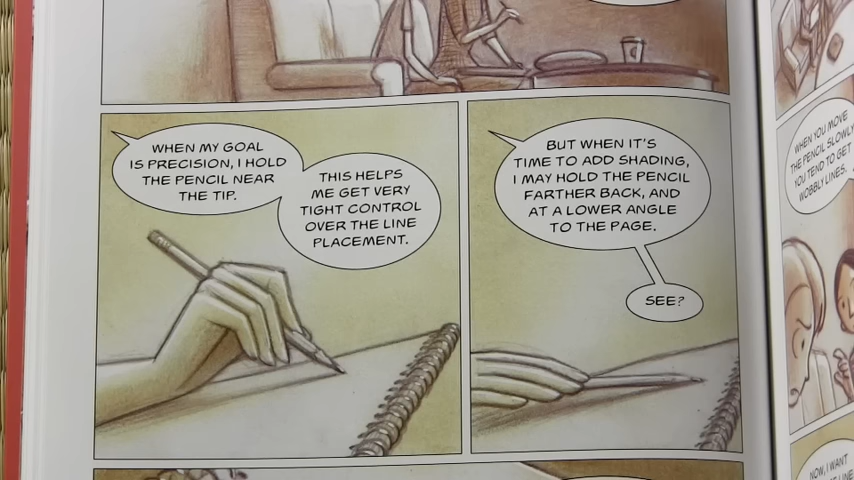 WHEN MY GOAL
IS PRECISION, I HOLD
THE PENCIL NEAR
THE TIP.
THIS HELPS
ME GET VERY
TIGHT CONTROL
OVER THE LINE
PLACEMENT.
BUT WHEN IT'S
TIME TO ADD SHADING,
I MAY HOLD THE PENCIL
FARTHER BACK, AND
AT A LOWER ANGLE
TO THE PAGE.
SEE?
WHEN YOU MOVE
THE PENCIL SLOWLY
YOU TEND TO GET
WOBBLY LINES.
NOW, I WANT